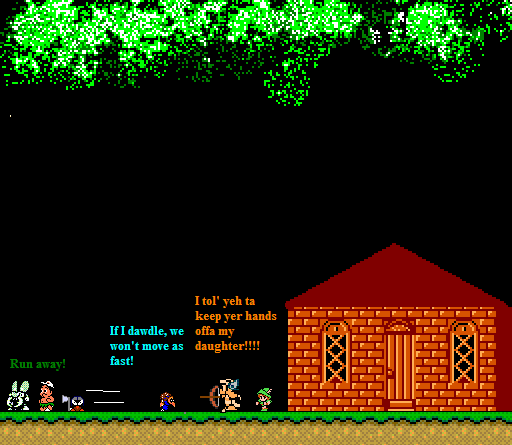 Run away!
If I dawdle, we
won't move as
fast!
I tol' yeh ta
keep yer hands
offa my
daughter!!!!